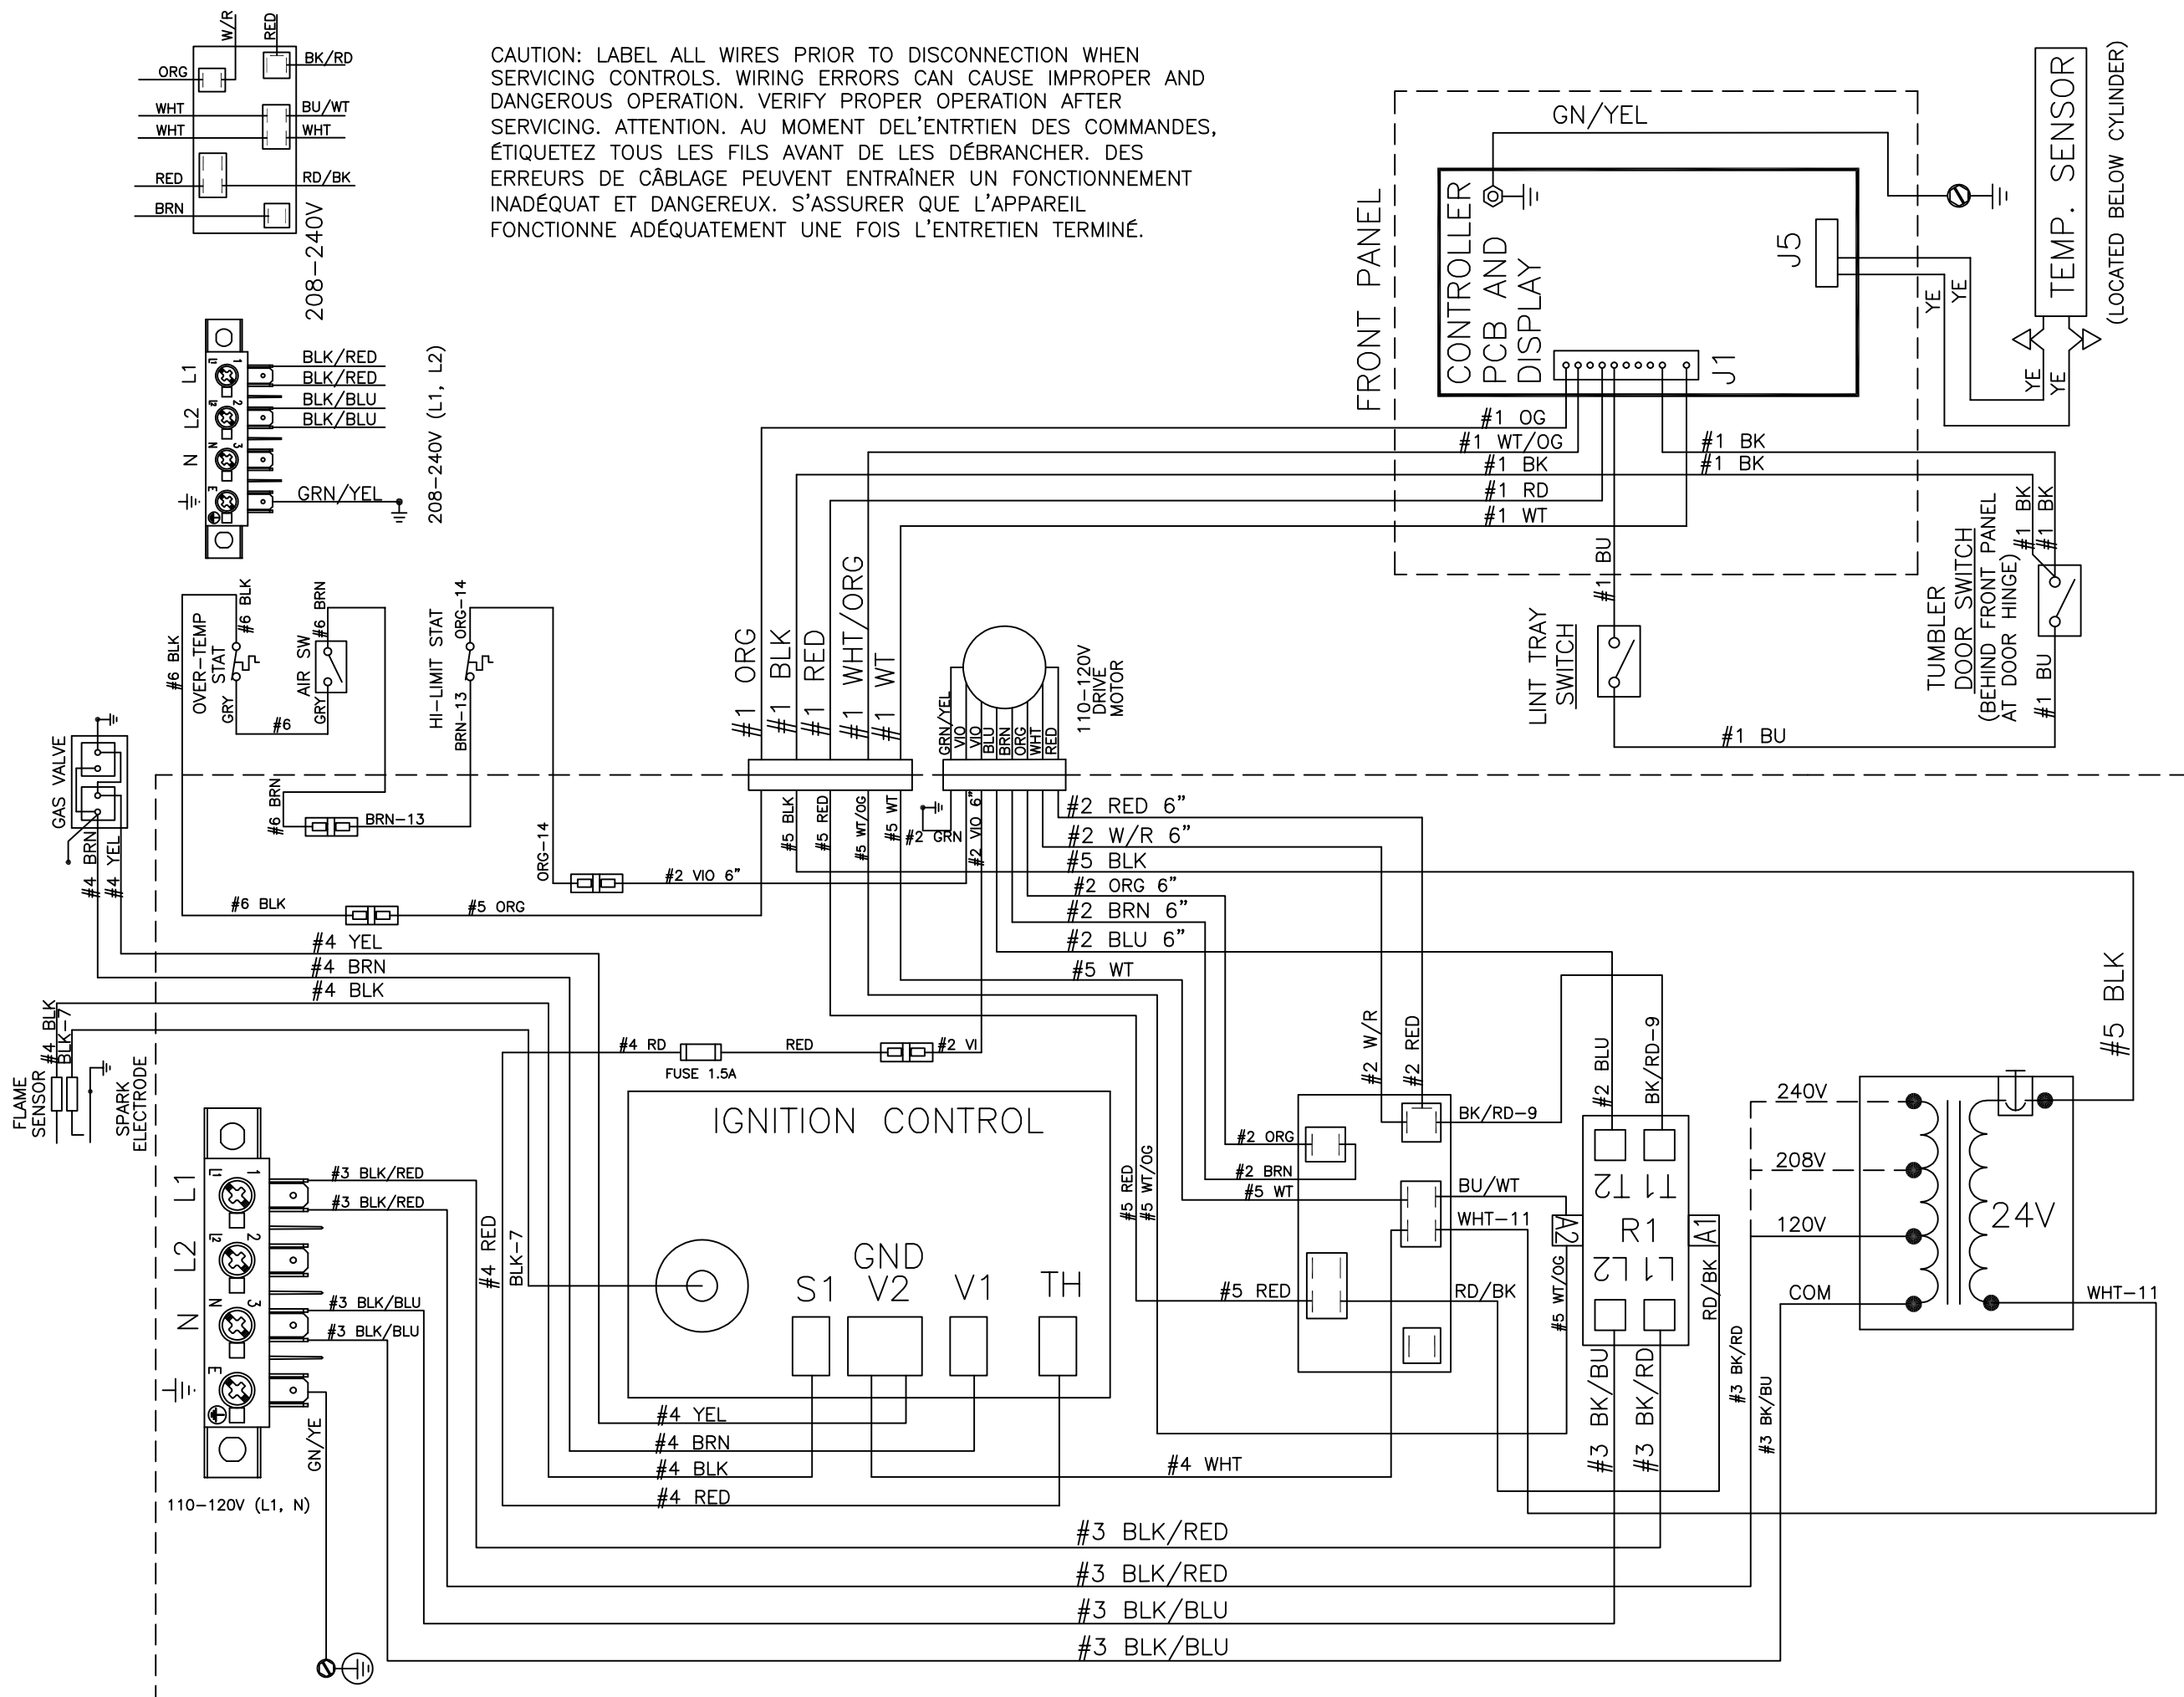 W/R
RED
ORG
BK/RD
WHT
BU/WT
WHT
WHT
RED
RD/BK
BRN
208-240V
CAUTION: LABEL ALL WIRES PRIOR TO DISCONNECTION WHEN
SERVICING CONTROLS. WIRING ERRORS CAN CAUSE IMPROPER AND
DANGEROUS OPERATION. VERIFY PROPER OPERATION AFTER
SERVICING. ATTENTION. AU MOMENT DEL'ENTRTIEN DES COMMANDES,
ÉTIQUETEZ TOUS LES FILS AVANT DE LES DÉBRANCHER. DES
ERREURS DE CÂBLAGE PEUVENT ENTRAÎNER UN FONCTIONNEMENT
INADÉQUAT ET DANGEREUX. S'ASSURER QUE L'APPAREIL
FONCTIONNE ADÉQUATEMENT UNE FOIS L'ENTRETIEN TERMINÉ.
FRONT PANEL
GN/YEL
CONTROLLER
PCB AND
DISPLAY
J5
J1
YE
YE
TEMP. SENSOR
(LOCATED BELOW CYLINDER)
YE
YE
L1
L1
1
BLK/RED
BLK/RED
L2
L2
2
BLK/BLU
BLK/BLU
N
N
3
E
GRN/YEL
208-240V (L1, L2)
#1 OG
#1 WT/OG
#1 BK
#1 RD
#1 WT
#1 BK
#1 BK
#1 BU
#1 BK
#1 BK
LINT TRAY
SWITCH
TUMBLER
DOOR SWITCH
(BEHIND FRONT PANEL
AT DOOR HINGE)
#1 BU
#1 BU
#6 BLK
OVER-TEMP
STAT
#6 BLK
GRY
#6
AIR SW
#6 BRN
GRY
HI-LIMIT STAT
ORG-14
BRN-13
#6 BRN
BRN-13
#1 ORG
#1 BLK
#1 RED
#1 WHT/ORG
#1 WT
GRN/YEL
VIO
VIO
BLU
BRN
ORG
WHT
RED
110-120V
DRIVE
MOTOR
GAS VALVE
#4 BRN
#4 YEL
ORG-14
#2 VIO 6”
#6 BLK
#5 ORG
#5 BLK
#5 RED
#5 WT/OG
#5 WT
#2 GRN
#2 VIO 6”
#2 RED 6”
#2 W/R 6”
#5 BLK
#2 ORG 6”
#2 BRN 6”
#2 BLU 6”
#5 WT
#4 YEL
#4 BRN
#4 BLK
#4 BLK
BLK-7
FLAME
SENSOR
SPARK
ELECTRODE
#4 RD
FUSE 1.5A
RED
#2 VI
#2 W/R
#2 RED
#2 BLU
BK/RD-9
#5 BLK
IGNITION CONTROL
GND
S1
V2
V1
TH
#4 RED
BLK-7
#5 RED
#5 WT/OG
#2 ORG
#2 BRN
#5 WT
#5 RED
BK/RD-9
BU/WT
WHT-11
RD/BK
T2
T1
A2
R1
A1
L2
L1
#5 WT/OG
RD/BK
#3 BK/BU
#3 BK/RD
240V
208V
120V
COM
24V
WHT-11
#3 BK/RD
#3 BK/BU
L1
L1
1
#3 BLK/RED
#3 BLK/RED
L2
L2
2
N
N
3
#3 BLK/BLU
#3 BLK/BLU
E
GN/YE
110-120V (L1, N)
#4 YEL
#4 BRN
#4 BLK
#4 RED
#4 WHT
#3 BLK/RED
#3 BLK/RED
#3 BLK/BLU
#3 BLK/BLU